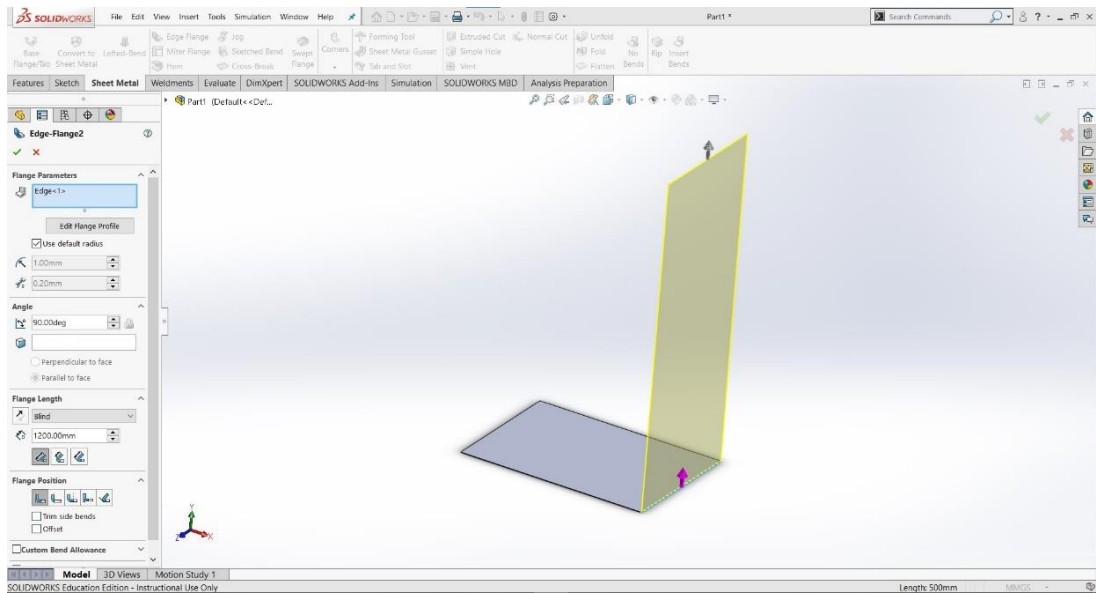 SOLIDWORKS File Edit View Insert Tools Simulation Window Help Part1 * Search Commands
Base Flange/Tab
Convert to Sheet Metal
Lofted-Bend
Edge Flange
Miter Flange
Hem
Jog
Sketched Bend
Cross-Break
Swept Flange
Corners
Forming Tool
Sheet Metal Gusset
Tab and Slot
Extruded Cut
Simple Hole
Vent
Normal Cut
Unfold
Fold
Flatten
No Bends
Rip
Insert Bends
Features Sketch Sheet Metal Weldments Evaluate DimXpert SOLIDWORKS Add-Ins Simulation SOLIDWORKS MBD Analysis Preparation
Part1 (Default<<Def...
Edge-Flange2
Flange Parameters
Edge<1>
Edit Flange Profile
Use default radius
1.00mm
0.20mm
Angle
90.00deg
Perpendicular to face
Parallel to face
Flange Length
Blind
1200.00mm
Flange Position
Trim side bends
Offset
Custom Bend Allowance
Y
Z
X
Model 3D Views Motion Study 1
SOLIDWORKS Education Edition - Instructional Use Only Length: 500mm MMGS